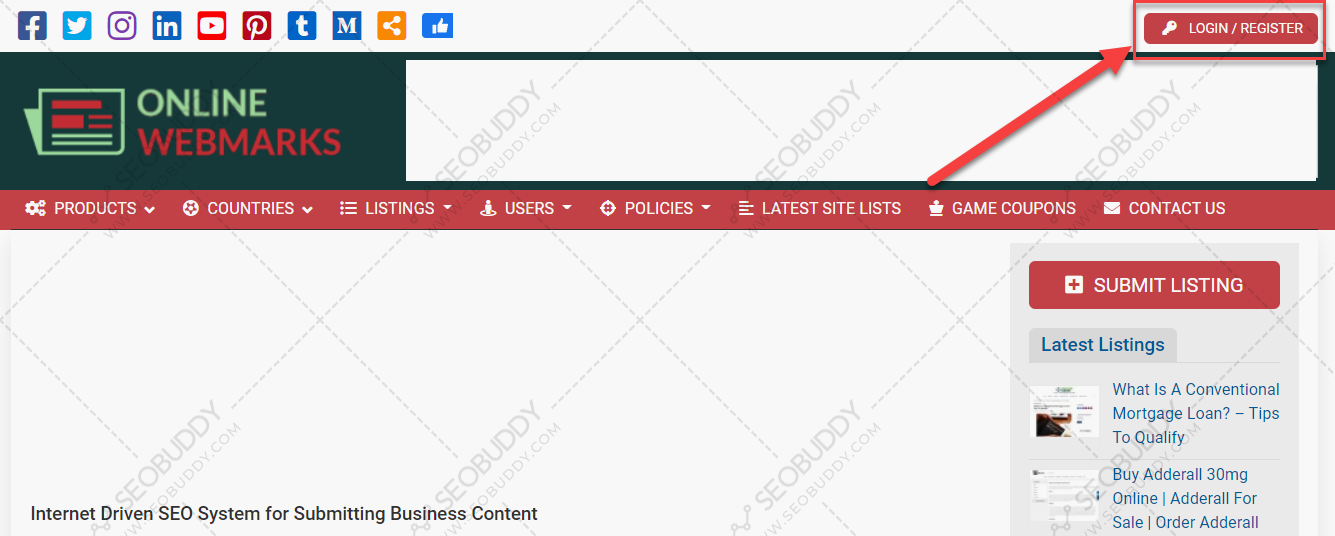 LOGIN / REGISTER
ONLINE
WEBMARKS
PRODUCTS COUNTRIES LISTINGS USERS POLICIES LATEST SITE LISTS GAME COUPONS CONTACT US
SUBMIT LISTING
Latest Listings
What Is A Conventional
Mortgage Loan? – Tips
To Qualify
Buy Adderall 30mg
Online | Adderall For
Sale | Order Adderall
Internet Driven SEO System for Submitting Business Content
SEOBUDDY
WWW.SEOBUDDY.COM